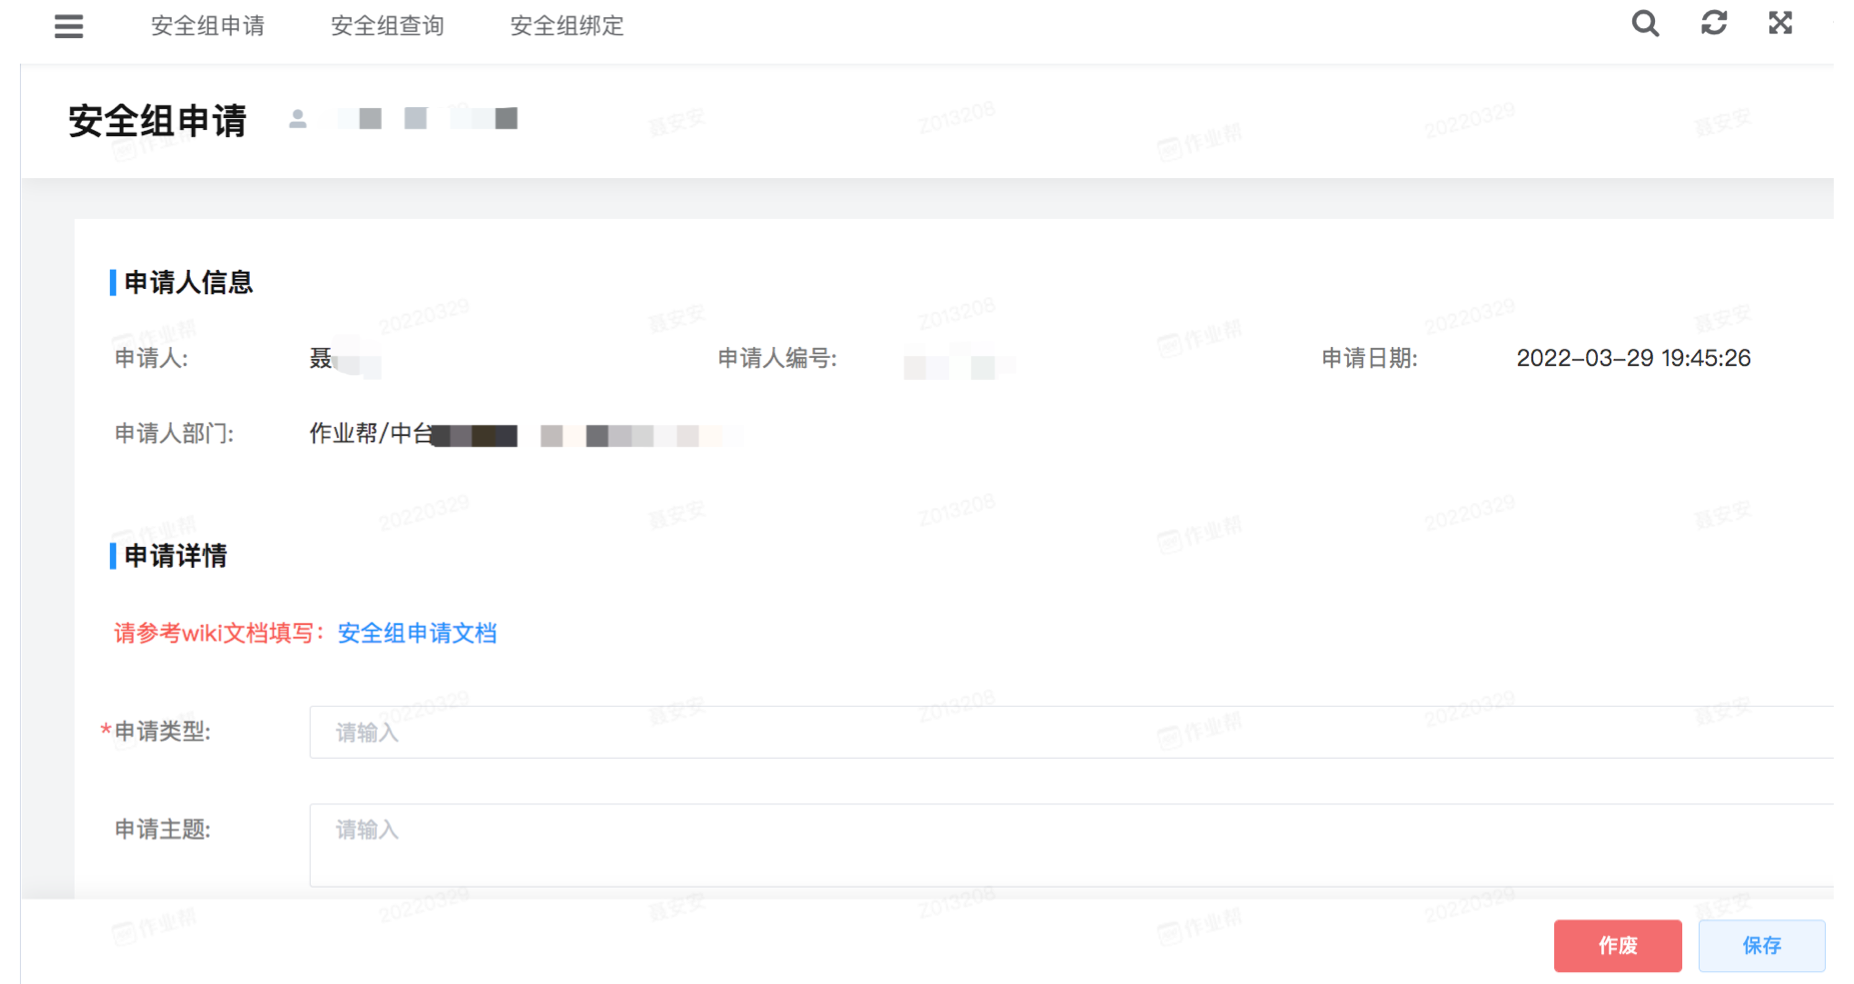 安全组申请 安全组查询 安全组绑定
安全组申请
申请人信息
申请人: 聂 申请人编号: 申请日期: 2022-03-29 19:45:26
申请人部门: 作业帮/中台
申请详情
请参考wiki文档填写：安全组申请文档
*申请类型: 请输入
申请主题: 请输入
作废 保存